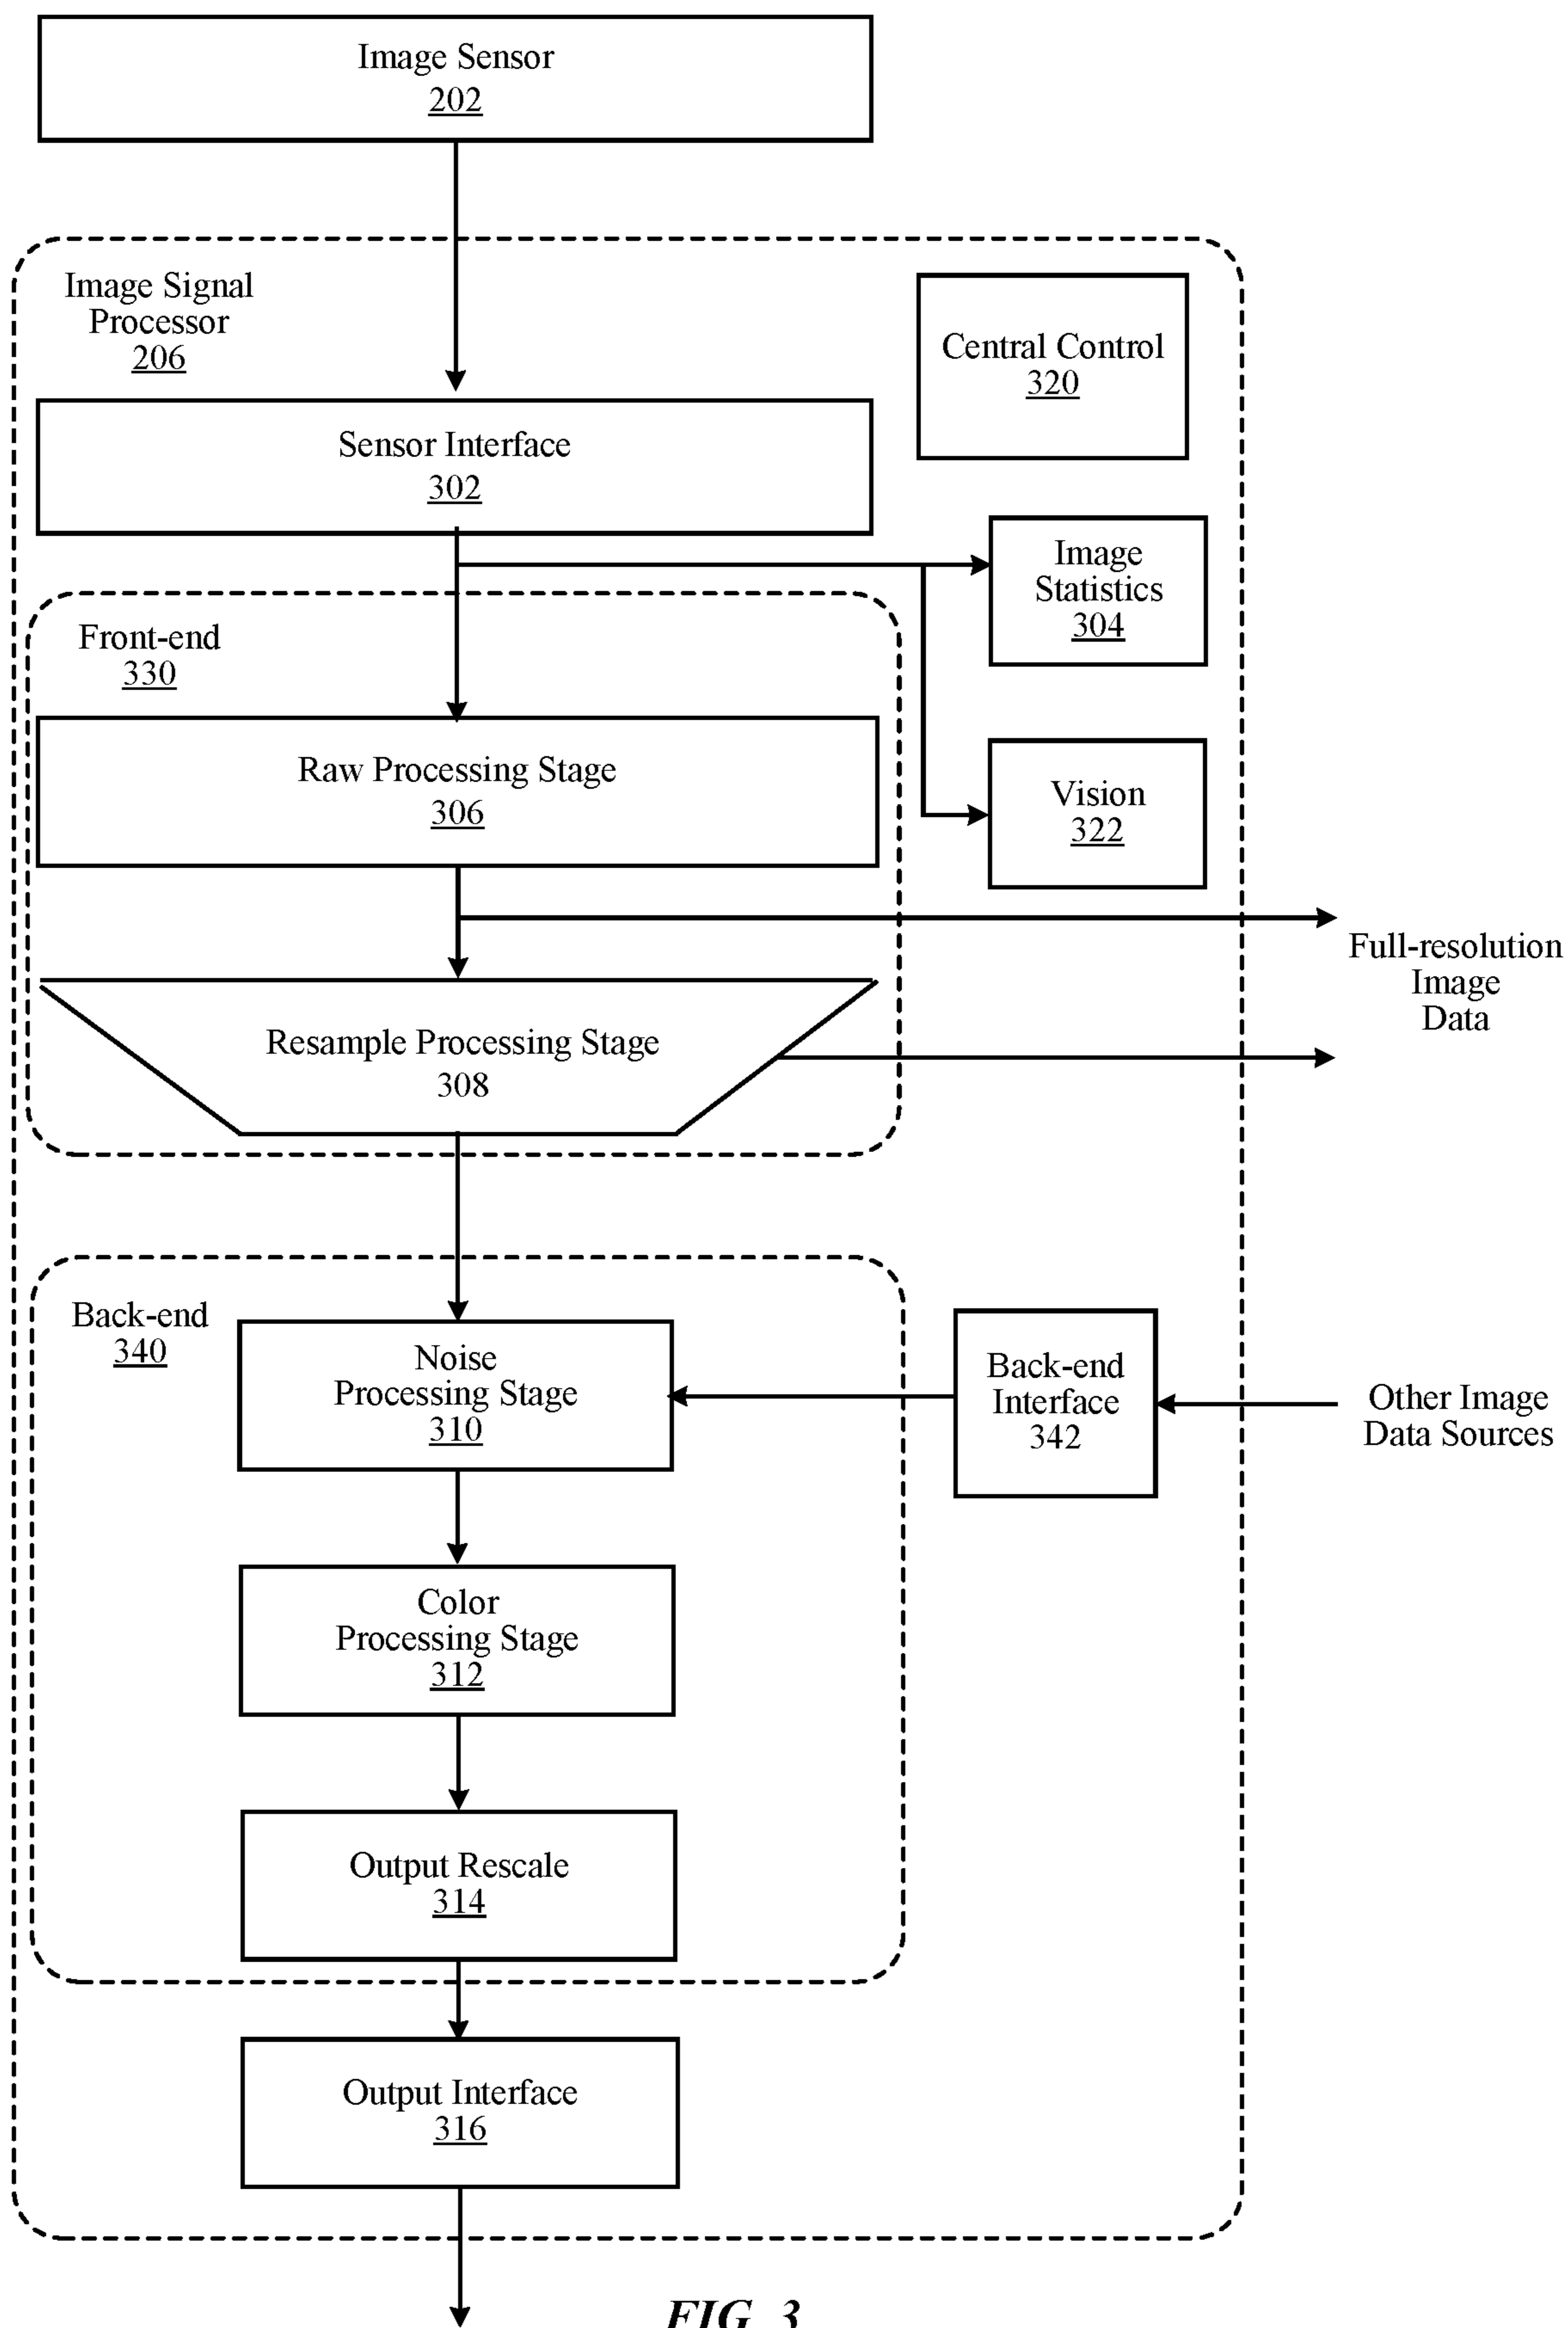 Image Sensor
202
Image Signal
Processor
206
Central Control
320
Sensor Interface
302
Image
Statistics
304
Front-end
330
Raw Processing Stage
306
Vision
322
Full-resolution
Image
Data
Resample Processing Stage
308
Back-end
340
Noise
Processing Stage
310
Back-end
Interface
342
Other Image
Data Sources
Color
Processing Stage
312
Output Rescale
314
Output Interface
316
FIG. 3